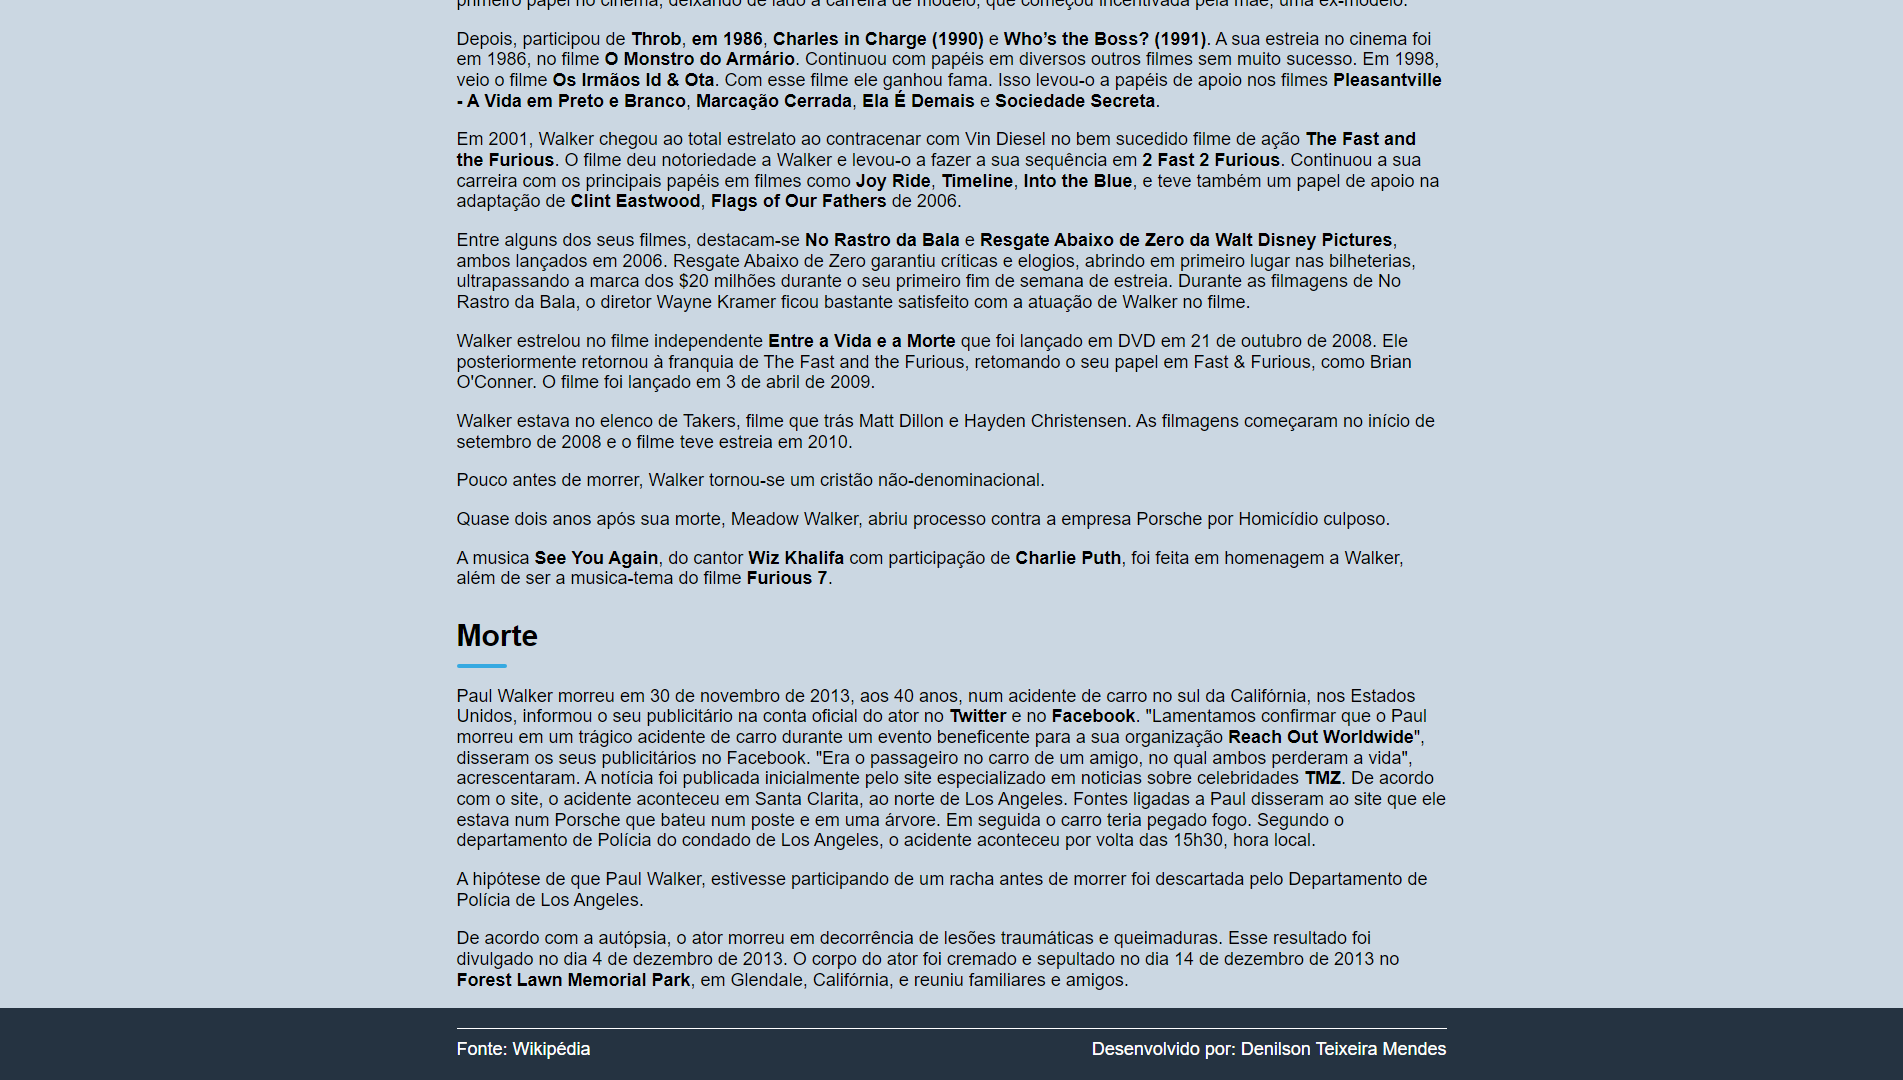 primeiro papel no cinema, deixando de lado a carreira de modelo, que começou incentivada pela mãe, uma ex-modelo.
Depois, participou de Throb, em 1986, Charles in Charge (1990) e Who’s the Boss? (1991). A sua estreia no cinema foi
em 1986, no filme O Monstro do Armário. Continuou com papéis em diversos outros filmes sem muito sucesso. Em 1998,
veio o filme Os Irmãos Id & Ota. Com esse filme ele ganhou fama. Isso levou-o a papéis de apoio nos filmes Pleasantville
- A Vida em Preto e Branco, Marcação Cerrada, Ela É Demais e Sociedade Secreta.
Em 2001, Walker chegou ao total estrelato ao contracenar com Vin Diesel no bem sucedido filme de ação The Fast and
the Furious. O filme deu notoriedade a Walker e levou-o a fazer a sua sequência em 2 Fast 2 Furious. Continuou a sua
carreira com os principais papéis em filmes como Joy Ride, Timeline, Into the Blue, e teve também um papel de apoio na
adaptação de Clint Eastwood, Flags of Our Fathers de 2006.
Entre alguns dos seus filmes, destacam-se No Rastro da Bala e Resgate Abaixo de Zero da Walt Disney Pictures,
ambos lançados em 2006. Resgate Abaixo de Zero garantiu críticas e elogios, abrindo em primeiro lugar nas bilheterias,
ultrapassando a marca dos $20 milhões durante o seu primeiro fim de semana de estreia. Durante as filmagens de No
Rastro da Bala, o diretor Wayne Kramer ficou bastante satisfeito com a atuação de Walker no filme.
Walker estrelou no filme independente Entre a Vida e a Morte que foi lançado em DVD em 21 de outubro de 2008. Ele
posteriormente retornou à franquia de The Fast and the Furious, retomando o seu papel em Fast & Furious, como Brian
O'Conner. O filme foi lançado em 3 de abril de 2009.
Walker estava no elenco de Takers, filme que trás Matt Dillon e Hayden Christensen. As filmagens começaram no início de
setembro de 2008 e o filme teve estreia em 2010.
Pouco antes de morrer, Walker tornou-se um cristão não-denominacional.
Quase dois anos após sua morte, Meadow Walker, abriu processo contra a empresa Porsche por Homicídio culposo.
A musica See You Again, do cantor Wiz Khalifa com participação de Charlie Puth, foi feita em homenagem a Walker,
além de ser a musica-tema do filme Furious 7.
Morte
Paul Walker morreu em 30 de novembro de 2013, aos 40 anos, num acidente de carro no sul da Califórnia, nos Estados
Unidos, informou o seu publicitário na conta oficial do ator no Twitter e no Facebook. "Lamentamos confirmar que o Paul
morreu em um trágico acidente de carro durante um evento beneficente para a sua organização Reach Out Worldwide",
disseram os seus publicitários no Facebook. "Era o passageiro no carro de um amigo, no qual ambos perderam a vida",
acrescentaram. A notícia foi publicada inicialmente pelo site especializado em noticias sobre celebridades TMZ. De acordo
com o site, o acidente aconteceu em Santa Clarita, ao norte de Los Angeles. Fontes ligadas a Paul disseram ao site que ele
estava num Porsche que bateu num poste e em uma árvore. Em seguida o carro teria pegado fogo. Segundo o
departamento de Polícia do condado de Los Angeles, o acidente aconteceu por volta das 15h30, hora local.
A hipótese de que Paul Walker, estivesse participando de um racha antes de morrer foi descartada pelo Departamento de
Polícia de Los Angeles.
De acordo com a autópsia, o ator morreu em decorrência de lesões traumáticas e queimaduras. Esse resultado foi
divulgado no dia 4 de dezembro de 2013. O corpo do ator foi cremado e sepultado no dia 14 de dezembro de 2013 no
Forest Lawn Memorial Park, em Glendale, Califórnia, e reuniu familiares e amigos.
Fonte: Wikipédia
Desenvolvido por: Denilson Teixeira Mendes